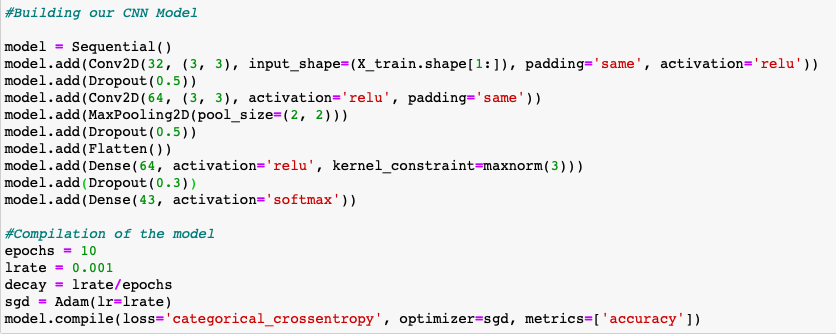 #Building our CNN Model
model = Sequential()
model.add(Conv2D(32, (3, 3), input_shape=(X_train.shape[1:]), padding='same', activation='relu'))
model.add(Dropout(0.5))
model.add(Conv2D(64, (3, 3), activation='relu', padding='same'))
model.add(MaxPooling2D(pool_size=(2, 2)))
model.add(Dropout(0.5))
model.add(Flatten())
model.add(Dense(64, activation='relu', kernel_constraint=maxnorm(3)))
model.add(Dropout(0.3))
model.add(Dense(43, activation='softmax'))
#Compilation of the model
epochs = 10
lrate = 0.001
decay = lrate/epochs
sgd = Adam(lr=lrate)
model.compile(loss='categorical_crossentropy', optimizer=sgd, metrics=['accuracy'])